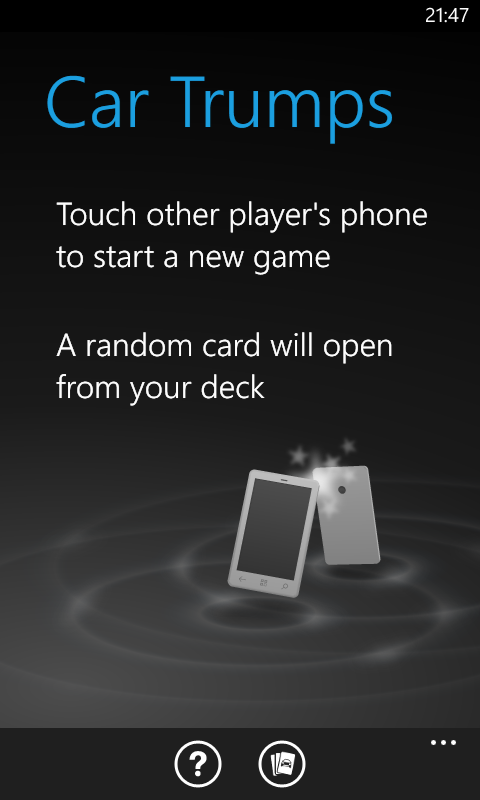 21:47
Car Trumps
Touch other player's phone
to start a new game
A random card will open
from your deck
?